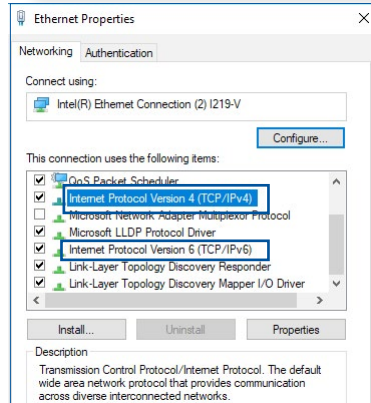 Ethernet Properties
Networking Authentication
Connect using:
Intel(R) Ethernet Connection (2) I219-V
Configure...
This connection uses the following items:
QoS Packet Scheduler
Internet Protocol Version 4 (TCP/IPv4)
Microsoft Network Adapter Multiplexor Protocol
Microsoft LLDP Protocol Driver
Internet Protocol Version 6 (TCP/IPv6)
Link-Layer Topology Discovery Responder
Link-Layer Topology Discovery Mapper I/O Driver
Install... Uninstall Properties
Description
Transmission Control Protocol/Internet Protocol. The default
wide area network protocol that provides communication
across diverse interconnected networks.